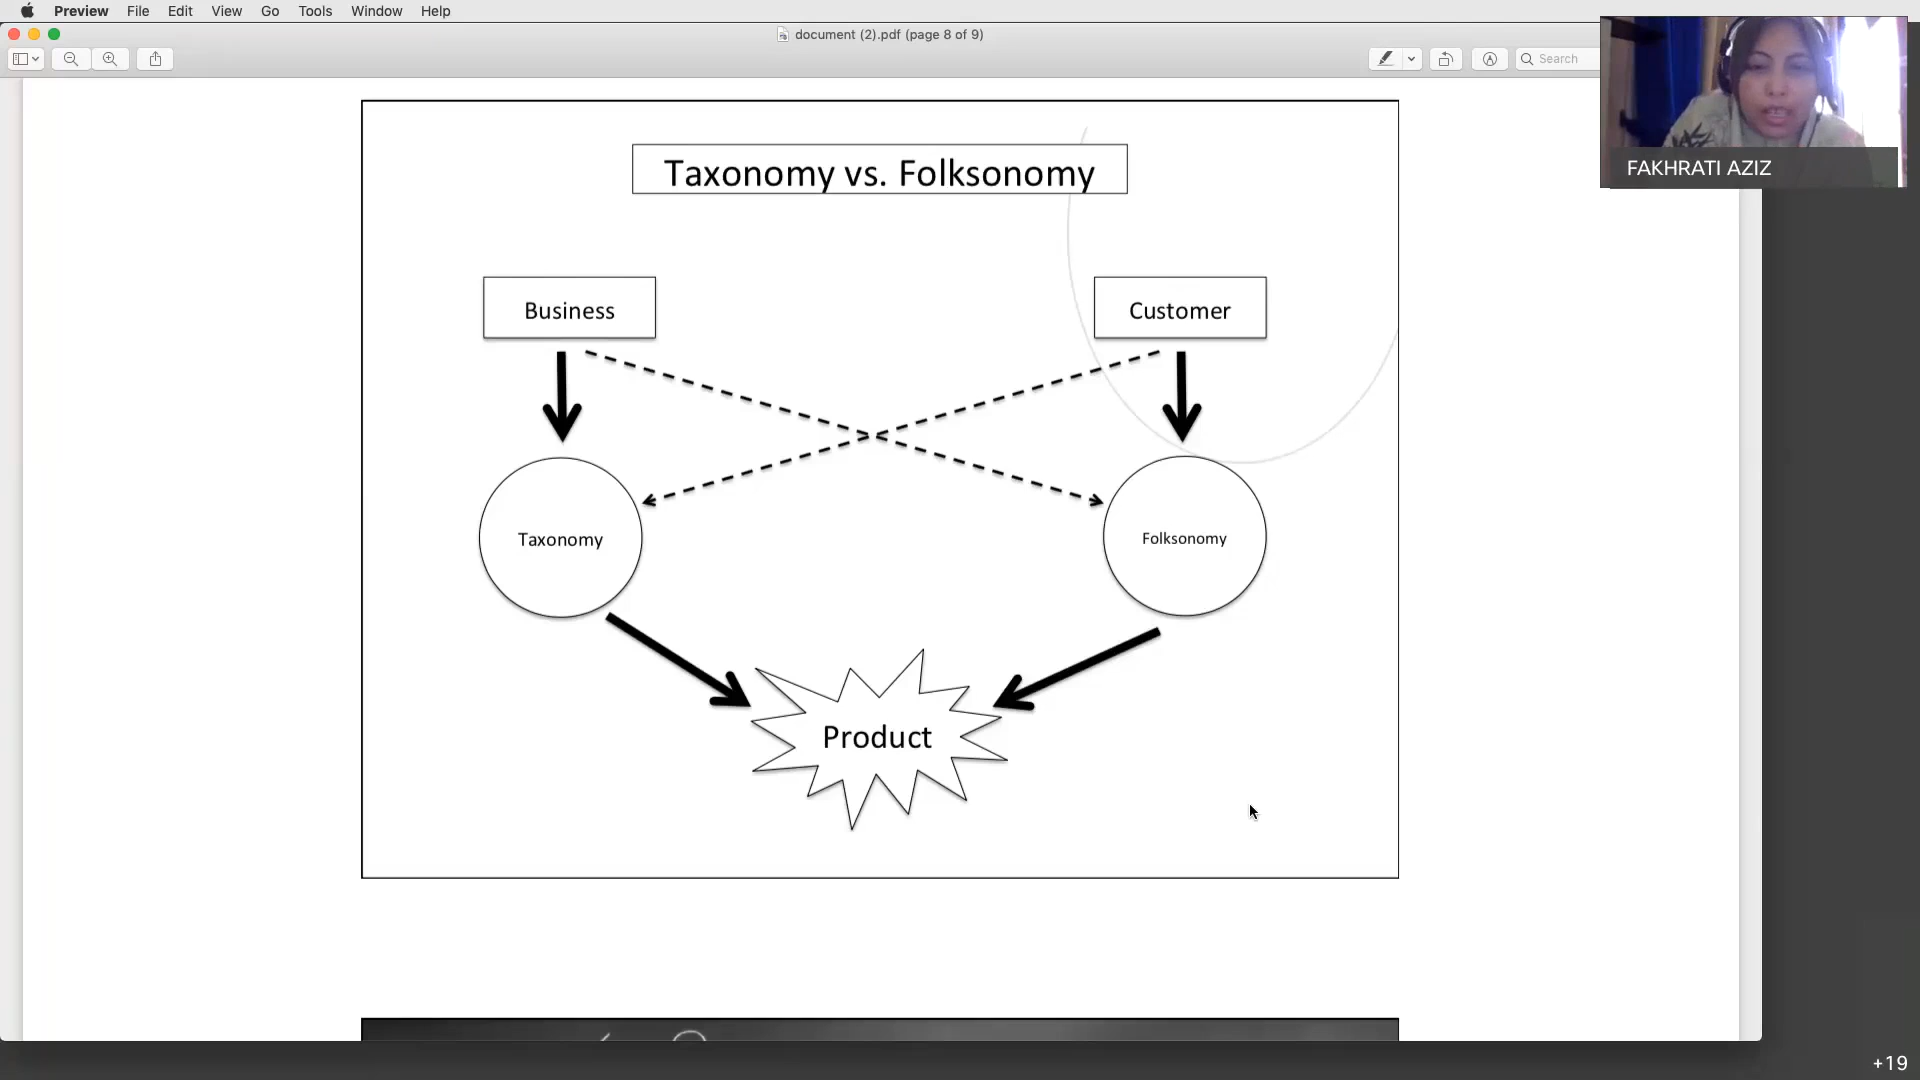 Preview File Edit View Go Tools Window Help
document (2).pdf (page 8 of 9)
Search
FAKHRATI AZIZ
Taxonomy vs. Folksonomy
Business
Customer
Taxonomy
Folksonomy
Product
+19